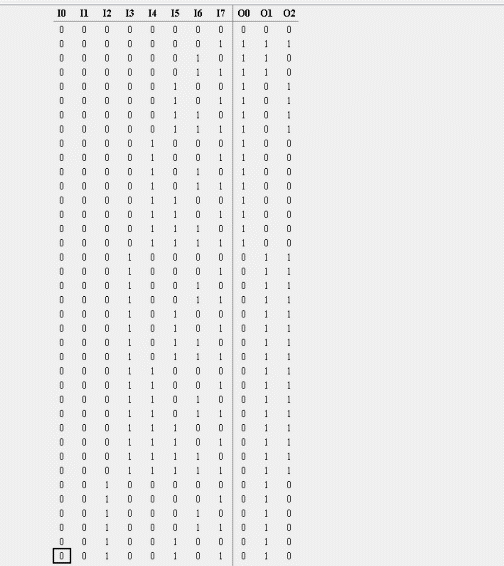 I0 I1 I2 I3 I4 I5 I6 I7 O0 O1 O2
0 0 0 0 0 0 0 0 0 0 0
0 0 0 0 0 0 0 1 1 1 1
0 0 0 0 0 0 1 0 1 1 0
0 0 0 0 0 0 1 1 1 1 0
0 0 0 0 0 1 0 0 1 0 1
0 0 0 0 0 1 0 1 1 0 1
0 0 0 0 0 1 1 0 1 0 1
0 0 0 0 0 1 1 1 1 0 1
0 0 0 0 1 0 0 0 1 0 0
0 0 0 0 1 0 0 1 1 0 0
0 0 0 0 1 0 1 0 1 0 0
0 0 0 0 1 0 1 1 1 0 0
0 0 0 0 1 1 0 0 1 0 0
0 0 0 0 1 1 0 1 1 0 0
0 0 0 0 1 1 1 0 1 0 0
0 0 0 0 1 1 1 1 1 0 0
0 0 0 1 0 0 0 0 0 1 1
0 0 0 1 0 0 0 1 0 1 1
0 0 0 1 0 0 1 0 0 1 1
0 0 0 1 0 0 1 1 0 1 1
0 0 0 1 0 1 0 0 0 1 1
0 0 0 1 0 1 0 1 0 1 1
0 0 0 1 0 1 1 0 0 1 1
0 0 0 1 0 1 1 1 0 1 1
0 0 0 1 1 0 0 0 0 1 1
0 0 0 1 1 0 0 1 0 1 1
0 0 0 1 1 0 1 0 0 1 1
0 0 0 1 1 0 1 1 0 1 1
0 0 0 1 1 1 0 0 0 1 1
0 0 0 1 1 1 0 1 0 1 1
0 0 0 1 1 1 1 0 0 1 1
0 0 0 1 1 1 1 1 0 1 1
0 0 1 0 0 0 0 0 0 1 0
0 0 1 0 0 0 0 1 0 1 0
0 0 1 0 0 0 1 0 0 1 0
0 0 1 0 0 0 1 1 0 1 0
0 0 1 0 0 1 0 0 0 1 0
0 0 1 0 0 1 0 1 0 1 0